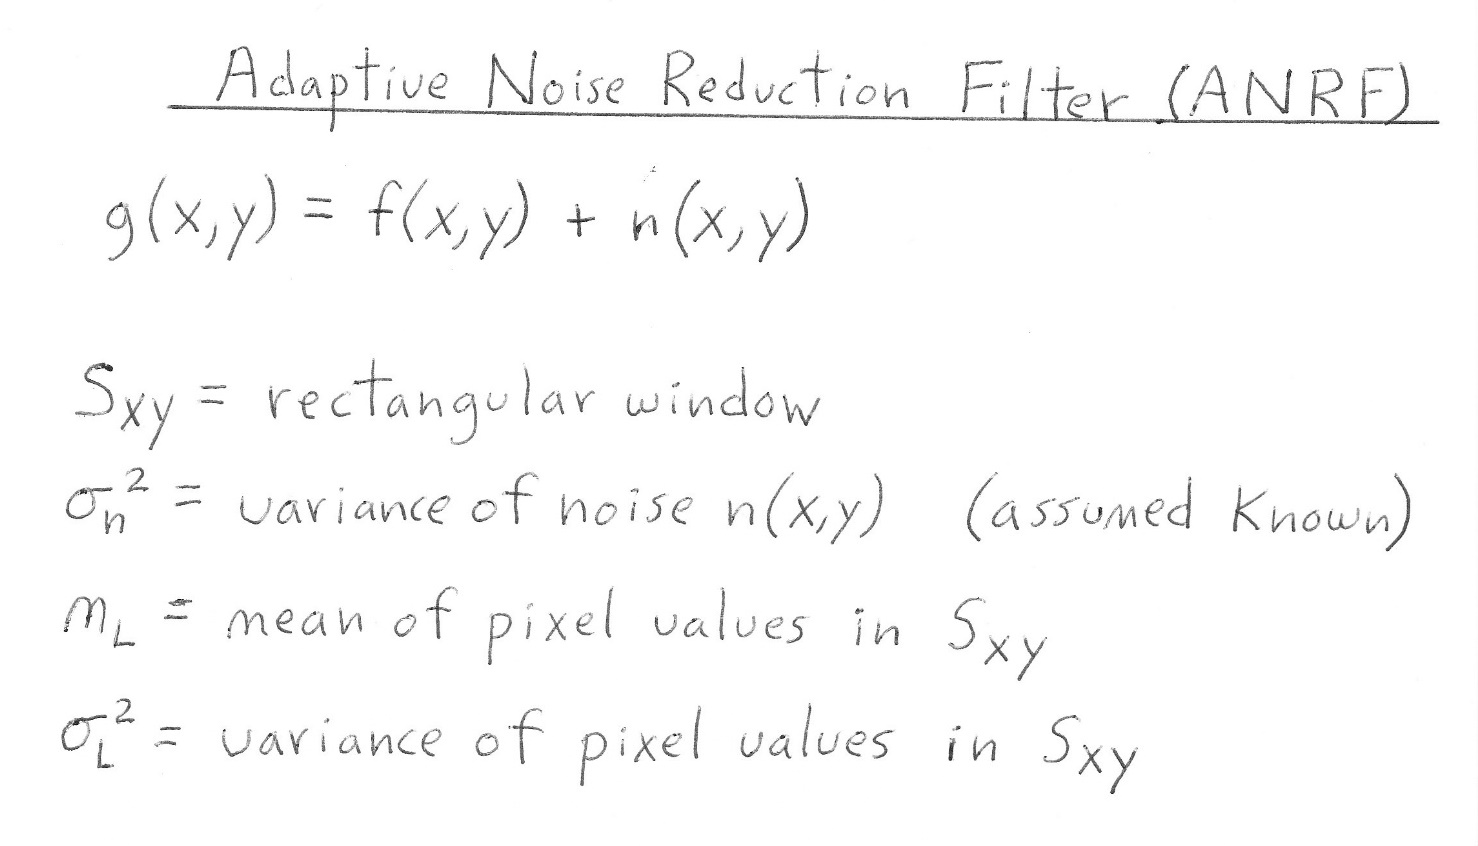 Adaptive Noise Reduction Filter (ANRF)
g(x,y) = f(x,y) + n(x,y)
Sxy = rectangular window
σn² = variance of noise n(x,y) (assumed known)
mL = mean of pixel values in Sxy
σL² = variance of pixel values in Sxy